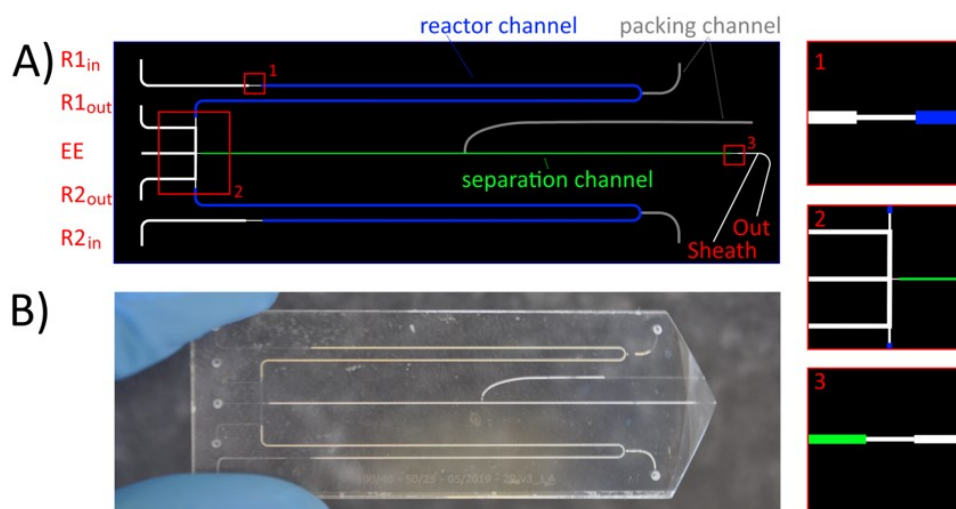 A)
R1in
R1out
EE
R2out
R2in
reactor channel
packing channel
separation channel
Out
Sheath
1
2
3
1
2
3
B)